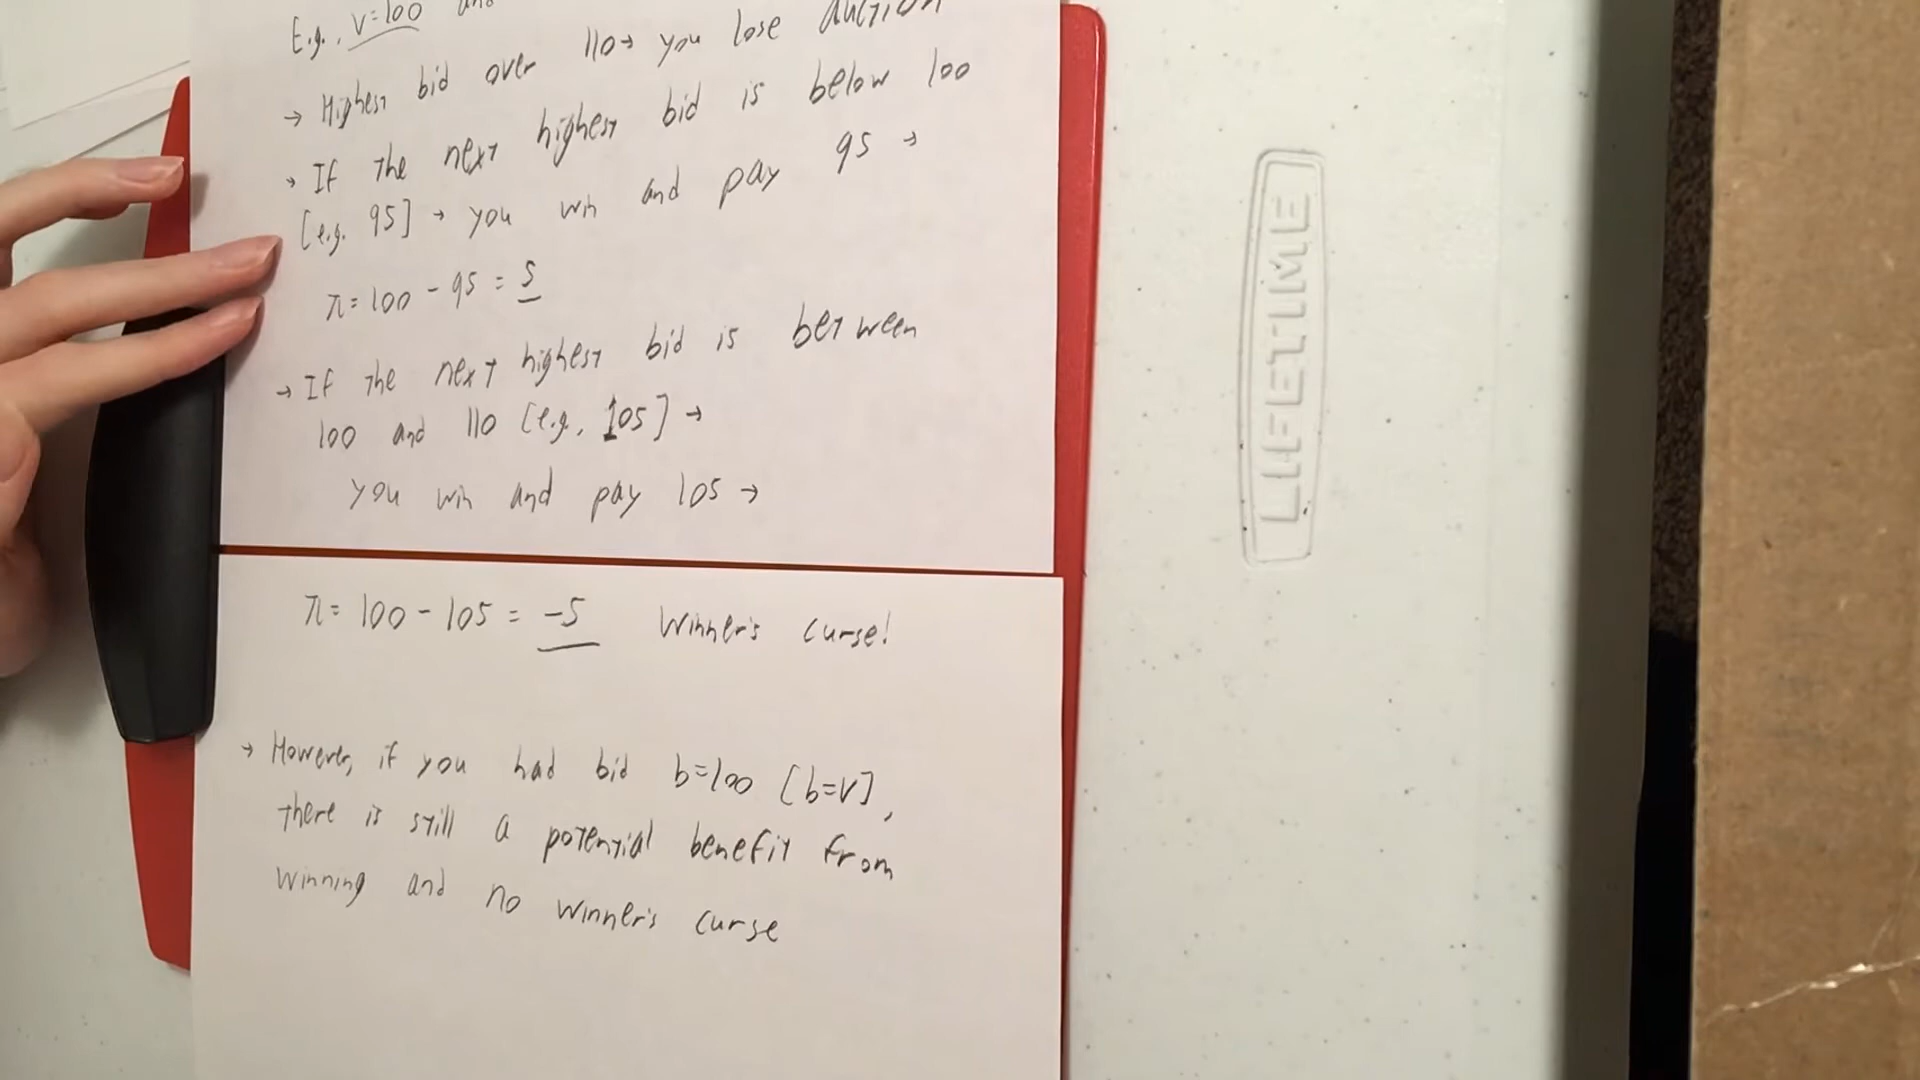 E.g., v=100 and
→ Highest bid over 110→ you lose auction
→ If the next highest bid is below 100
[e.g. 95] → you win and pay 95 →
π= 100 - 95 = 5
→ If the next highest bid is between
100 and 110 [e.g., 105] →
you win and pay 105 →
π= 100 - 105 = -5 Winner's curse!
→ However, if you had bid b=100 [b=v],
there is still a potential benefit from
winning and no winner's curse
LIFETIME